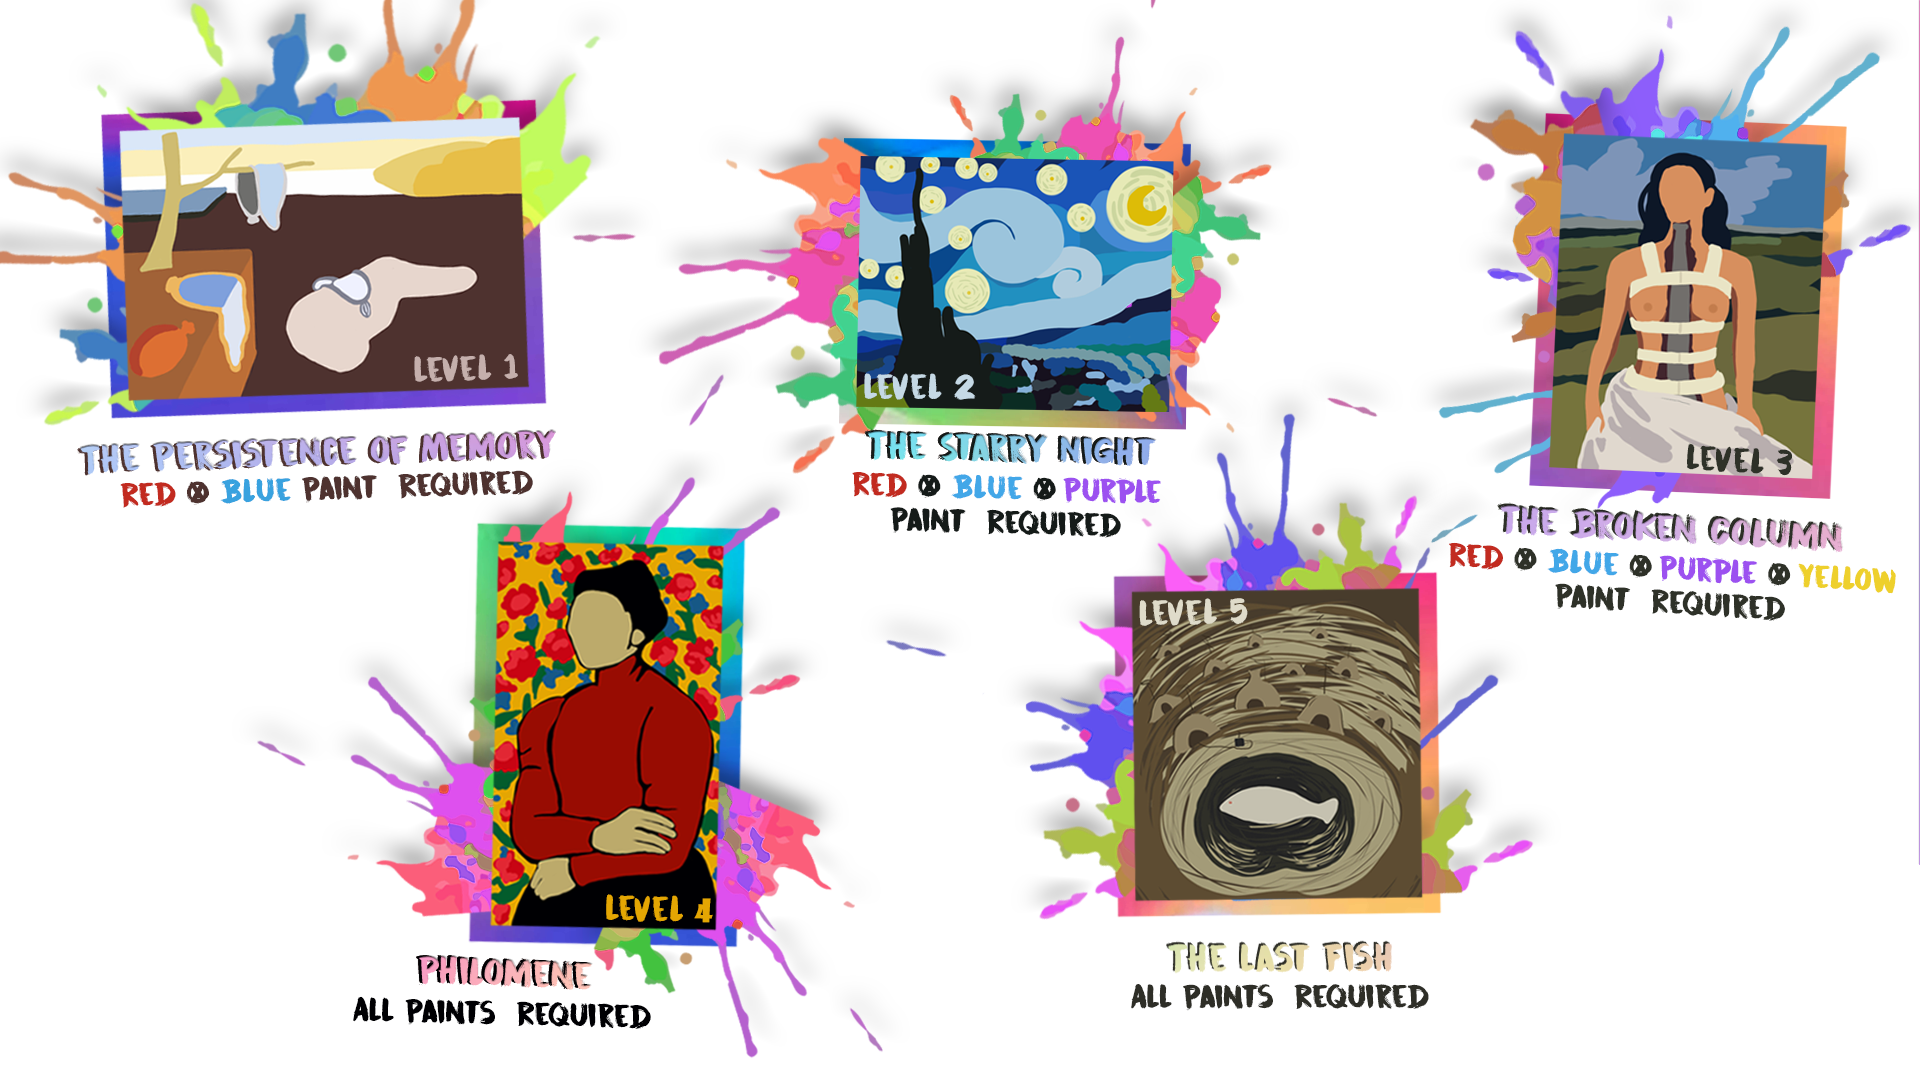 LEVEL 1
THE PERSISTENCE OF MEMORY
RED ⊗ BLUE PAINT REQUIRED
LEVEL 2
THE STARRY NIGHT
RED ⊗ BLUE ⊗ PURPLE
PAINT REQUIRED
LEVEL 3
THE BROKEN COLUMN
RED ⊗ BLUE ⊗ PURPLE ⊗ YELLOW
PAINT REQUIRED
LEVEL 4
PHILOMENE
ALL PAINTS REQUIRED
LEVEL 5
THE LAST FISH
ALL PAINTS REQUIRED